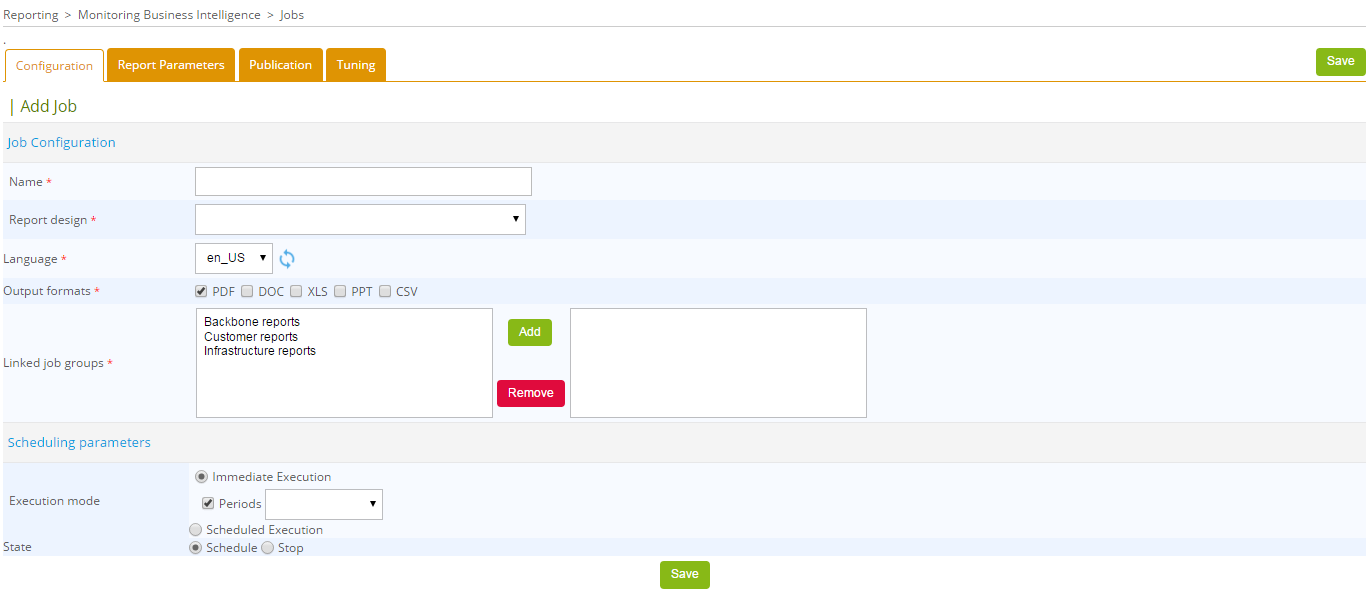 Reporting > Monitoring Business Intelligence > Jobs
.
Configuration Report Parameters Publication Tuning Save
| Add Job
Job Configuration
Name *
Report design *
Language * en_US
Output formats * PDF DOC XLS PPT CSV
Backbone reports
Customer reports
Infrastructure reports
Add
Linked job groups *
Remove
Scheduling parameters
Immediate Execution
Execution mode
Periods
Scheduled Execution
State Schedule Stop
Save